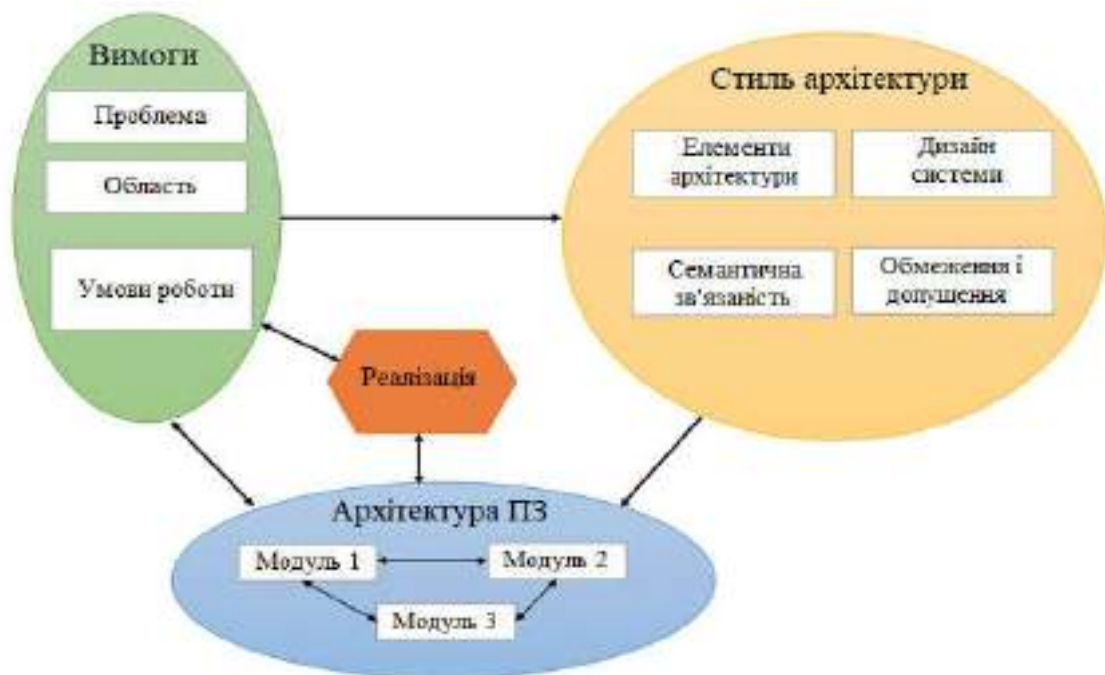 Вимоги
Проблема
Область
Умови роботи
Стиль архітектури
Елементи
архітектури
Дизайн
системи
Семантична
зв'язаність
Обмеження і
допущення
Реалізація
Архітектура ПЗ
Модуль 1
Модуль 2
Модуль 3